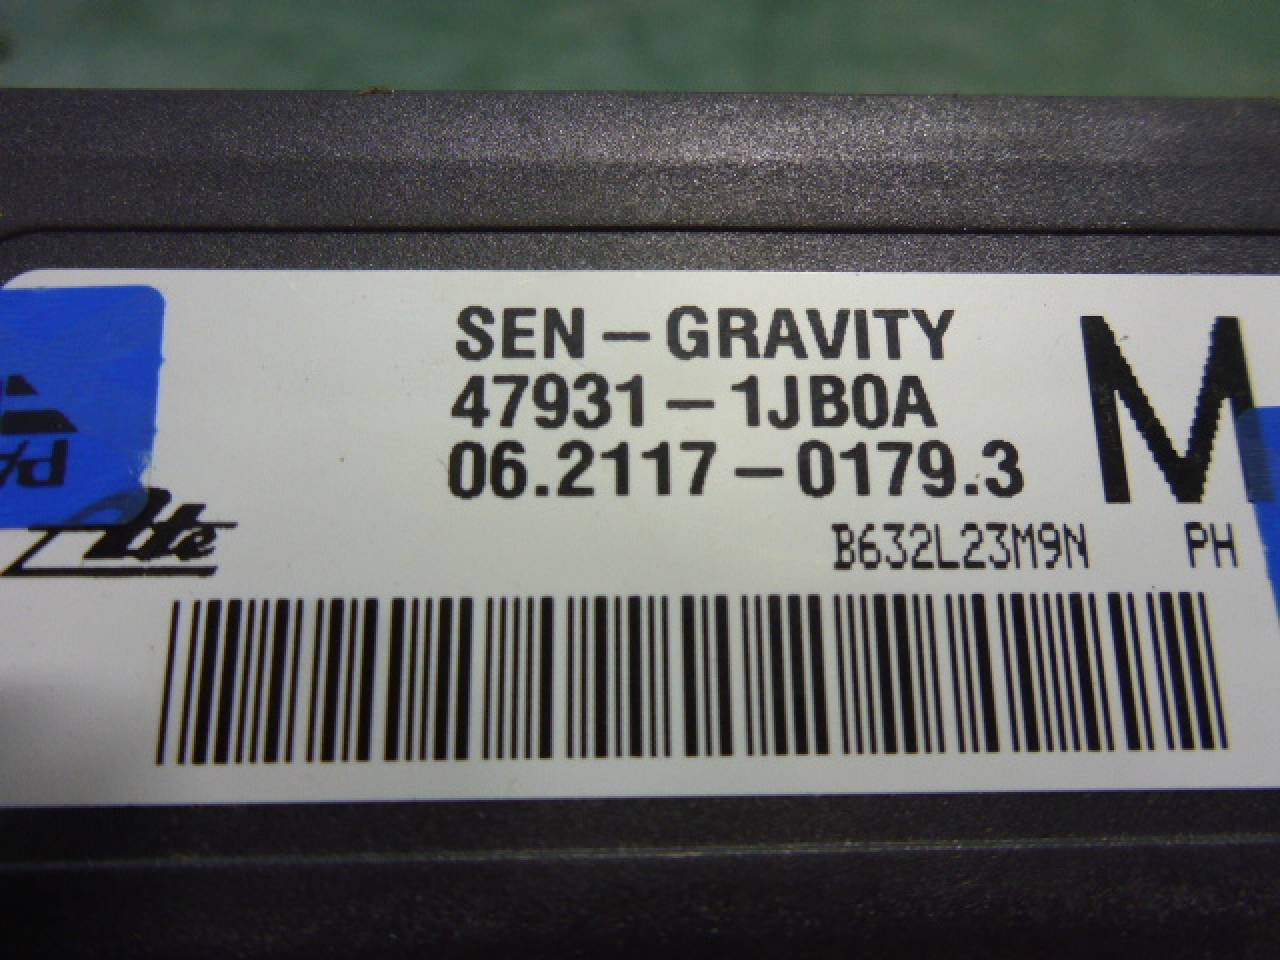 SEN-GRAVITY
47931-1JB0A
06.2117-0179.3
M
Ate
B632L23M9N PH